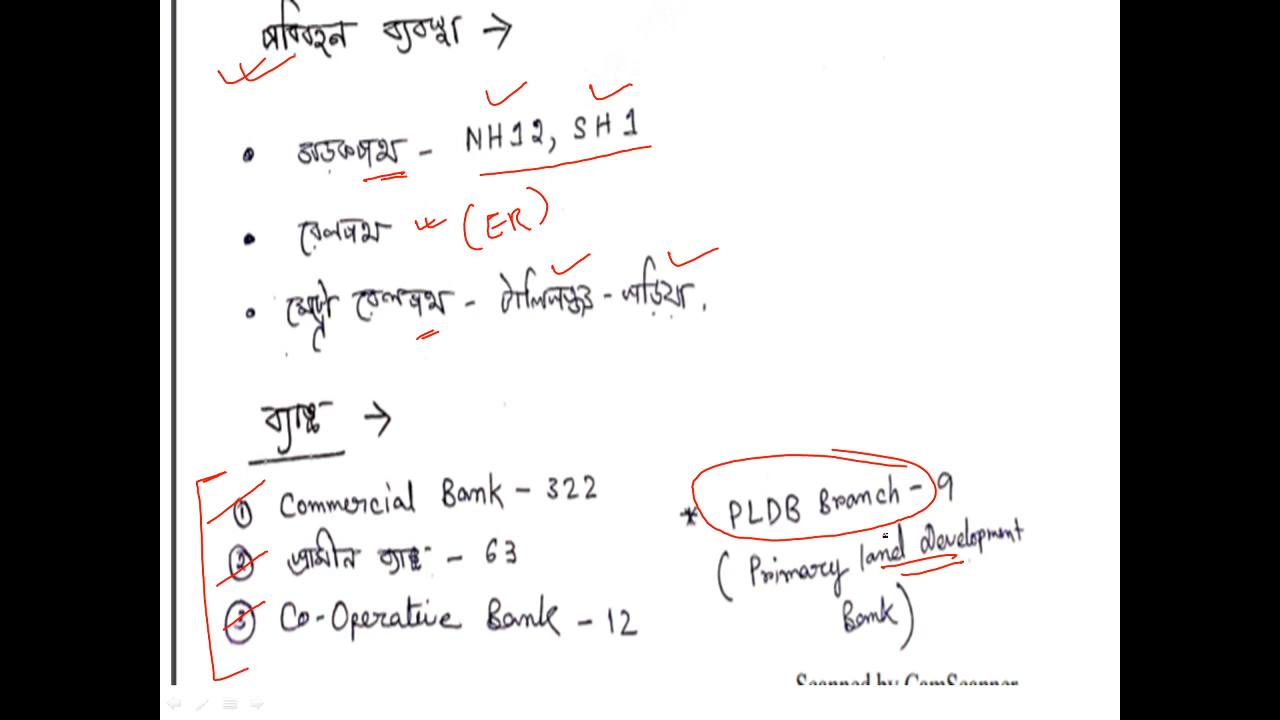 পরিবহন ব্যবস্থা →
• সড়কপথ - NH12, SH1
• রেলপথ (ER)
• মেট্রো রেলপথ - টালিগঞ্জ - গড়িয়া.
ব্যাঙ্ক →
① Commercial Bank - 322
② গ্রামীন ব্যাঙ্ক - 63
③ Co-Operative Bank - 12
* PLDB Branch - 9
(Primary land Development
Bank)
Scanned by CamScanner